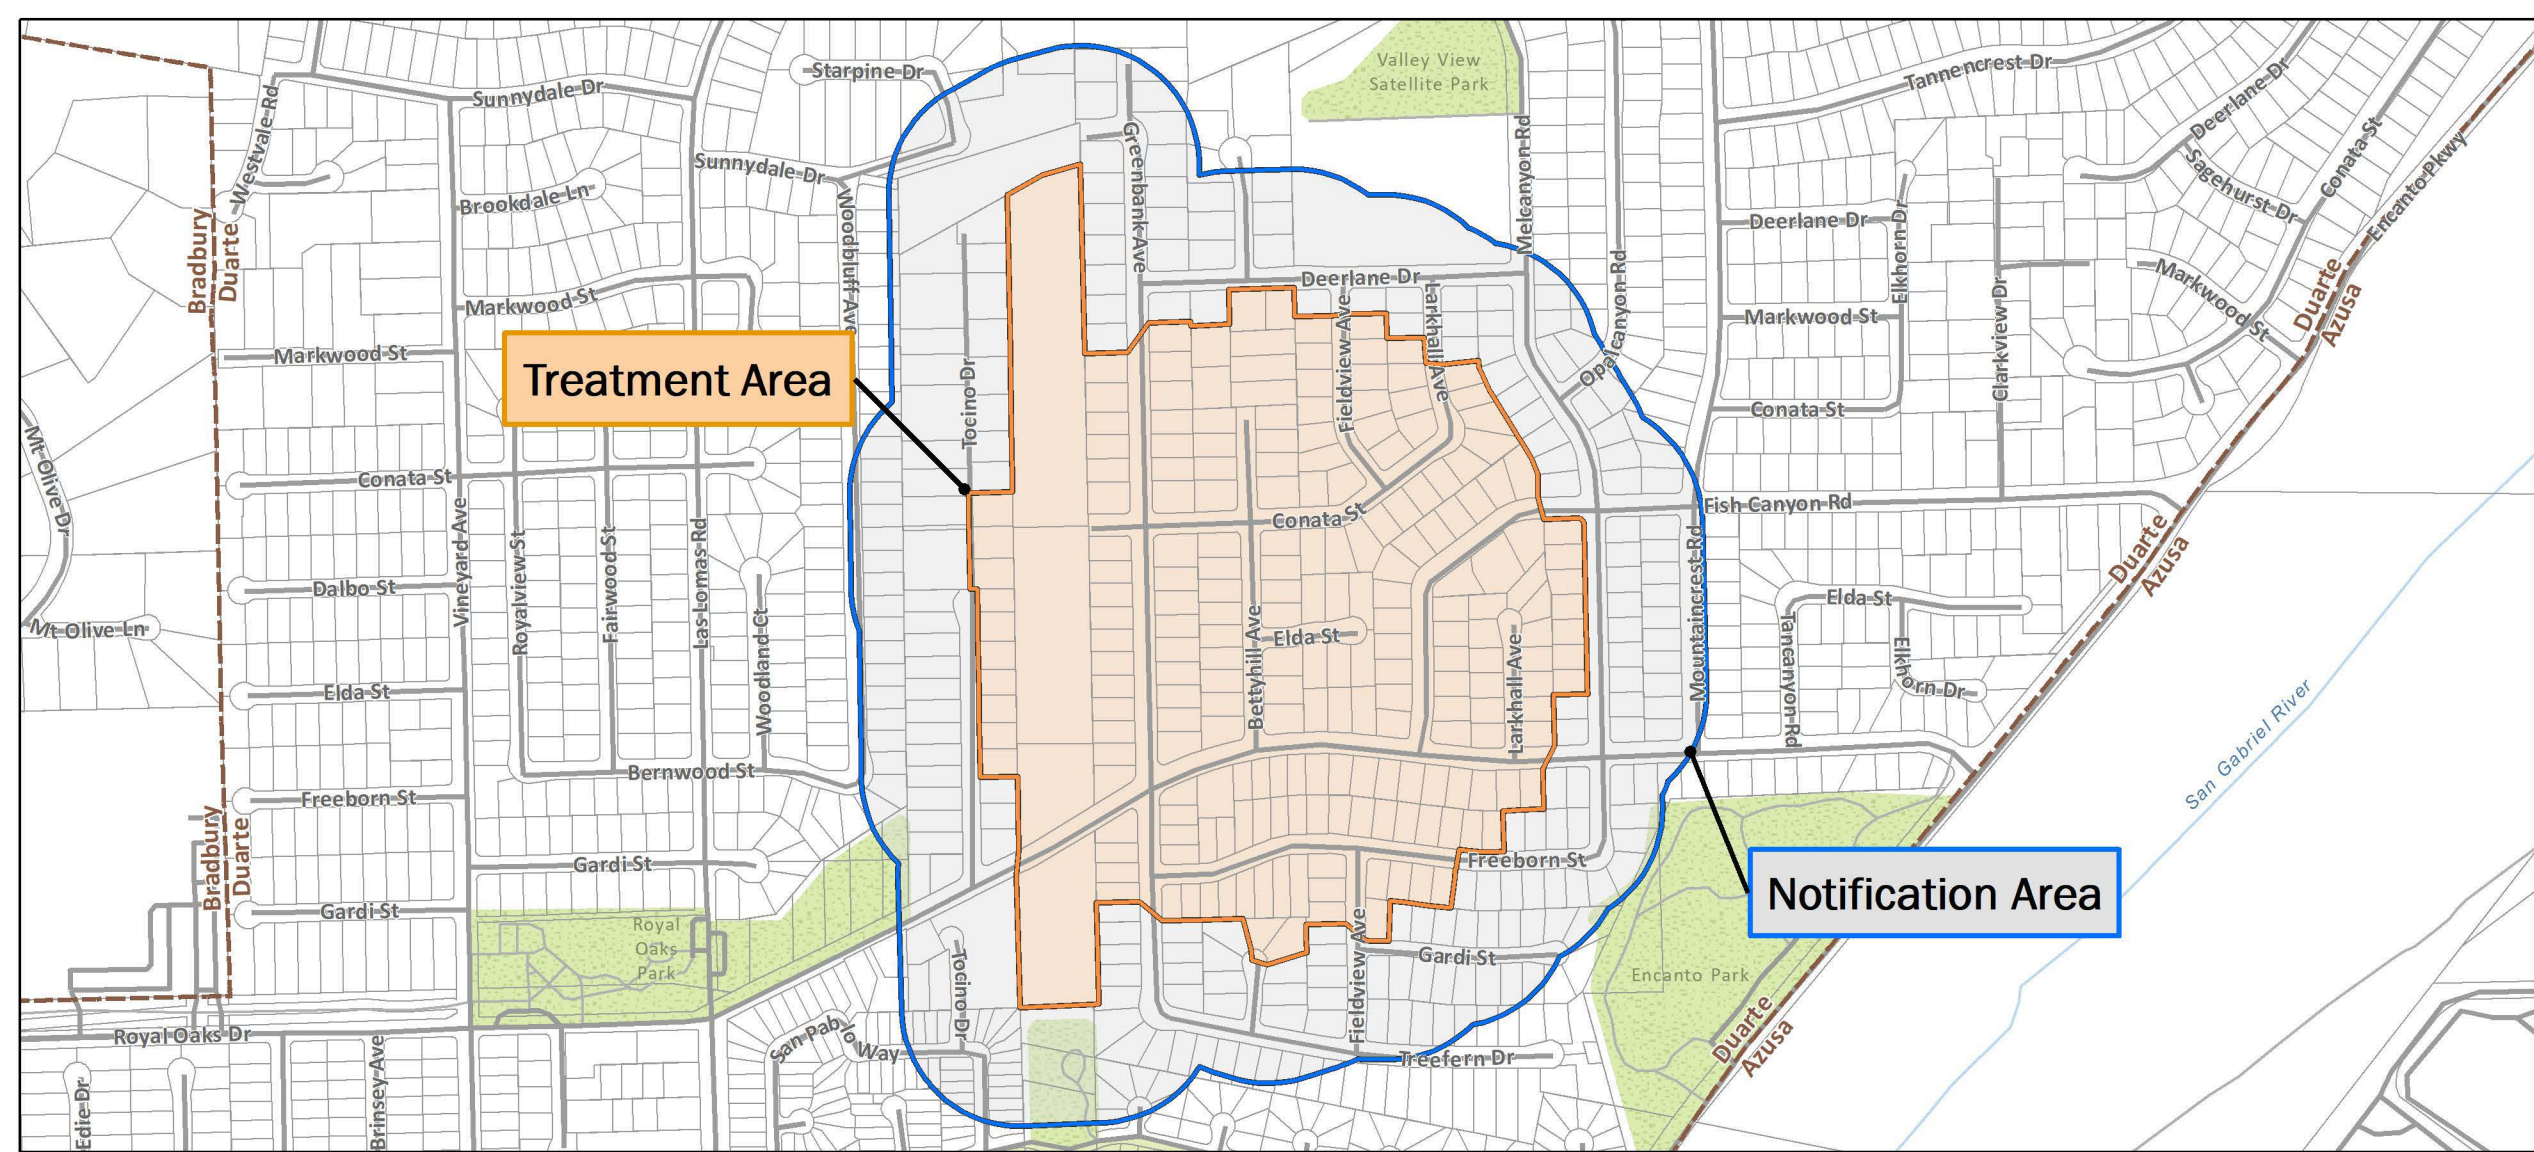 Starpine Dr
Valley View
Satellite Park
Tannencrest Dr
Deerlane Dr
Sunnydale Dr
Westvale Rd
Greenbank Ave
Melcanyon Rd
Conata St
Encanto Pkwy
Sagehurst Dr
Sunnydale Dr
Brookdale Ln
Woodbluff Ave
Deerlane Dr
Elkhorn Dr
Bradbury
Duarte
Markwood St
Deerlane Dr
Larkhall Ave
Fieldview Ave
Opalcanyon Rd
Markwood St
Clarkview Dr
Markwood St
Duarte
Azusa
Markwood St
Treatment Area
Tocino Dr
Conata St
Mt Olive Dr
Conata St
Vineyard Ave
Royalview St
Fairwood St
Las Lomas Rd
Conata St
Fish Canyon Rd
Mountaincrest Rd
Duarte
Azusa
Dalbo St
Mt Olive Ln
Woodland Ct
Bettyhill Ave
Elda St
Larkhall Ave
Elda St
Tancanyon Rd
Elkhorn Dr
Elda St
San Gabriel River
Bernwood St
Freeborn St
Bradbury
Duarte
Gardi St
Freeborn St
Notification Area
Gardi St
Royal
Oaks
Park
Fieldview Ave
Gardi St
Encanto Park
Tocino Dr
Royal Oaks Dr
San Pablo Way
Treefern Dr
Duarte
Azusa
Edie Dr
Brinsey Ave